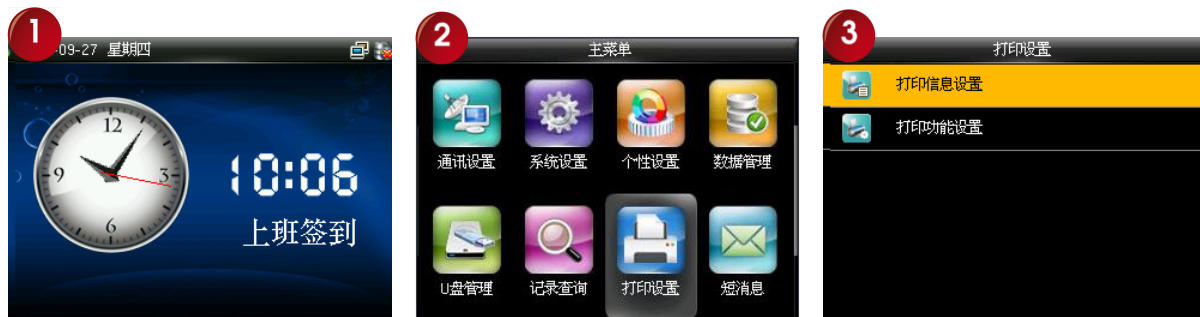 1
-09-27 星期四
12
9
3
6
10:06
上班签到
2
主菜单
通讯设置 系统设置 个性设置 数据管理
U盘管理 记录查询 打印设置 短消息
3
打印设置
打印信息设置
打印功能设置